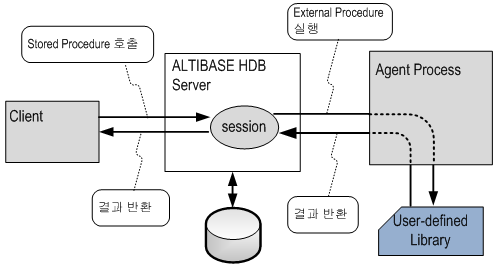 External Procedure
실행
Stored Procedure 호출
ALTIBASE HDB
Server
Agent Process
Client
session
결과 반환
결과 반환
User-defined
Library